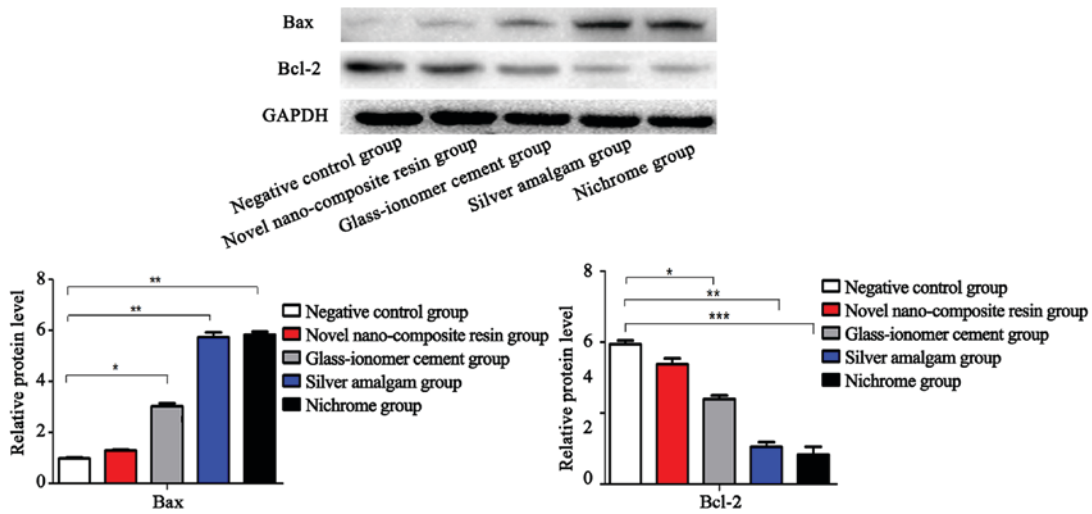 Bax
Bcl-2
GAPDH
Negative control group
Novel nano-composite resin group
Glass-ionomer cement group
Silver amalgam group
Nichrome group
Relative protein level
8
6
4
2
0
**
**
*
Bax
Negative control group
Novel nano-composite resin group
Glass-ionomer cement group
Silver amalgam group
Nichrome group
Relative protein level
8
6
2
0
*
**
***
Bcl-2
Negative control group
Novel nano-composite resin group
Glass-ionomer cement group
Silver amalgam group
Nichrome group